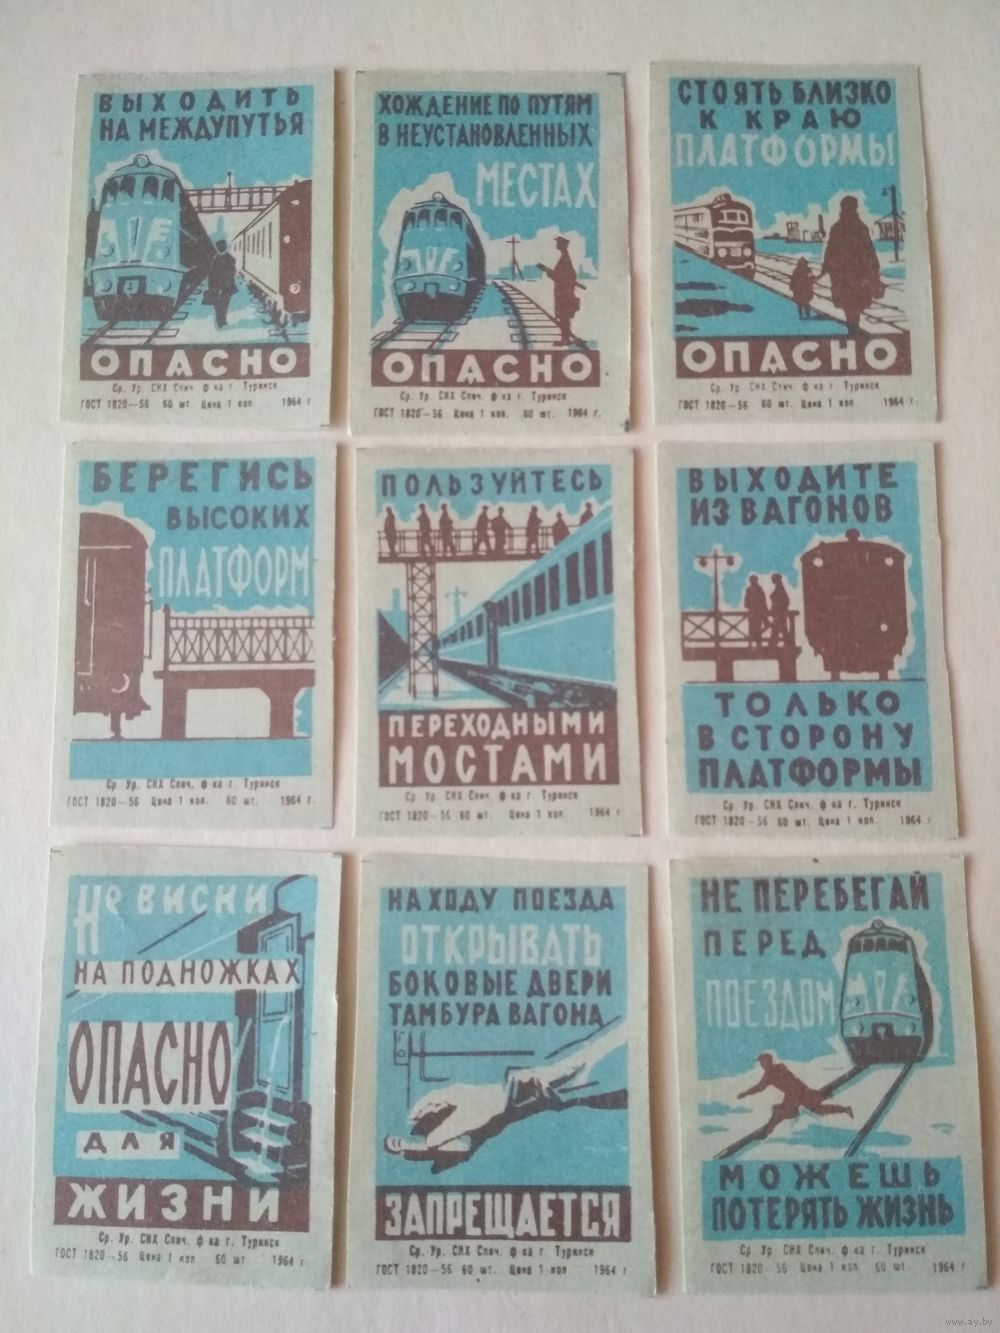 ВЫХОДИТЬ
НА МЕЖДУПУТЬЯ
ОПАСНО
Ср. Ур. СНХ Спич. ф-ка г. Туринск
ГОСТ 1820—56 60 шт. Цена 1 коп. 1964 г.
ХОЖДЕНИЕ ПО ПУТЯМ
В НЕУСТАНОВЛЕННЫХ
МЕСТАХ
ОПАСНО
Ср. Ур. СНХ Спич. ф-ка г. Туринск
ГОСТ 1820—56 Цена 1 коп. 60 шт. 1964 г.
СТОЯТЬ БЛИЗКО
К КРАЮ
ПЛАТФОРМЫ
ОПАСНО
Ср. Ур. СНХ Спич. ф-ка г. Туринск
ГОСТ 1820—56 60 шт. Цена 1 коп. 1964 г.
БЕРЕГИСЬ
ВЫСОКИХ
ПЛАТФОРМ
Ср. Ур. СНХ Спич. ф-ка г. Туринск
ГОСТ 1820—56 Цена 1 коп. 60 шт. 1964 г.
ПОЛЬЗУЙТЕСЬ
ПЕРЕХОДНЫМИ
МОСТАМИ
Ср. Ур. СНХ Спич. ф-ка г. Туринск
ГОСТ 1820—56 60 шт. Цена 1 коп. 1964 г
ВЫХОДИТЕ
ИЗ ВАГОНОВ
ТОЛЬКО
В СТОРОНУ
ПЛАТФОРМЫ
Ср. Ур. СНХ Спич. ф-ка г. Туринск
ГОСТ 1820—56 60 шт. Цена 1 коп. 1964 г
Не ВИСНИ
НА ПОДНОЖКАХ
ОПАСНО
ДЛЯ
ЖИЗНИ
Ср. Ур. СНХ Спич. ф-ка г. Туринск
ГОСТ 1820—56 Цена 1 коп 60 шт 1964 г
НА ХОДУ ПОЕЗДА
ОТКРЫВАТЬ
БОКОВЫЕ ДВЕРИ
ТАМБУРА ВАГОНА
ЗАПРЕЩАЕТСЯ
Ср. Ур. СНХ Спич. ф-ка г. Туринск
ГОСТ 1820—56 60 шт. Цена 1 коп 1964 г
НЕ ПЕРЕБЕГАЙ
ПЕРЕД
ПОЕЗДОМ
МОЖЕШЬ
ПОТЕРЯТЬ ЖИЗНЬ
Ср. Ур. СНХ Спич. ф-ка г. Туринск
ГОСТ 1820—56 Цена 1 коп. 60 шт. 1964 г
www.ay.by